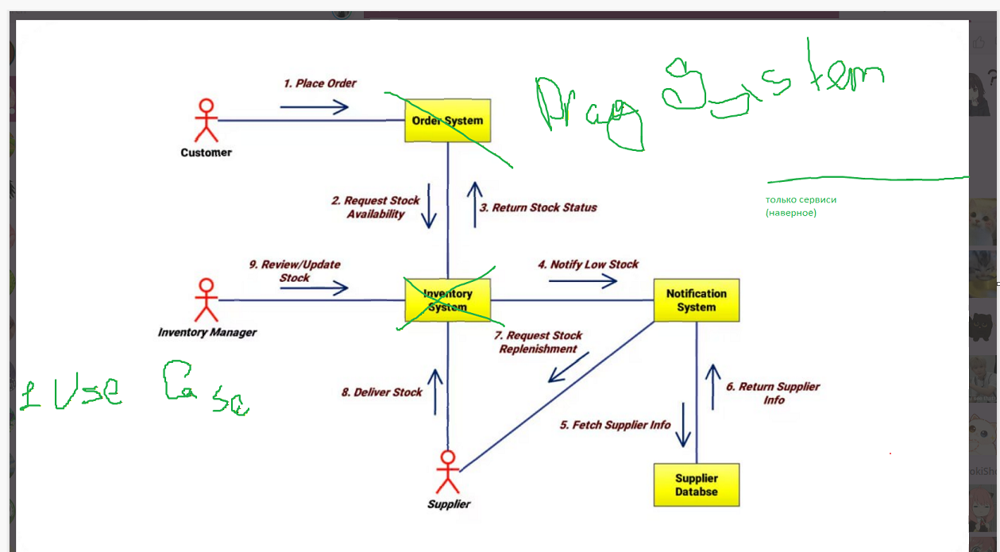 1. Place Order
Order System
Customer
Drag System
2. Request Stock
Availability
3. Return Stock Status
только сервиси
(наверное)
9. Review/Update
Stock
Inventory
System
4. Notify Low Stock
Notification
System
Inventory Manager
7. Request Stock
Replenishment
1 Use Case
8. Deliver Stock
6. Return Supplier
Info
5. Fetch Supplier Info
Supplier
Supplier
Databse